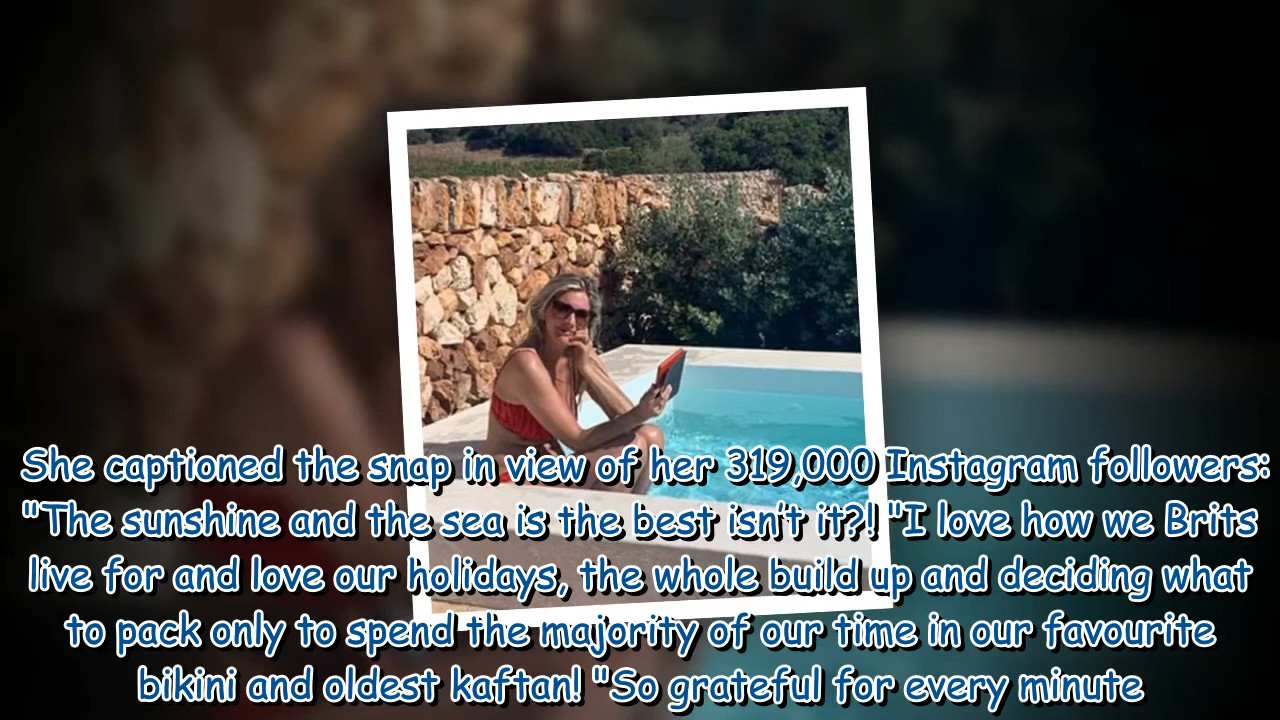 She captioned the snap in view of her 319,000 Instagram followers:
"The sunshine and the sea is the best isn't it?! "I love how we Brits
live for and love our holidays, the whole build up and deciding what
to pack only to spend the majority of our time in our favourite
bikini and oldest kaftan! "So grateful for every minute